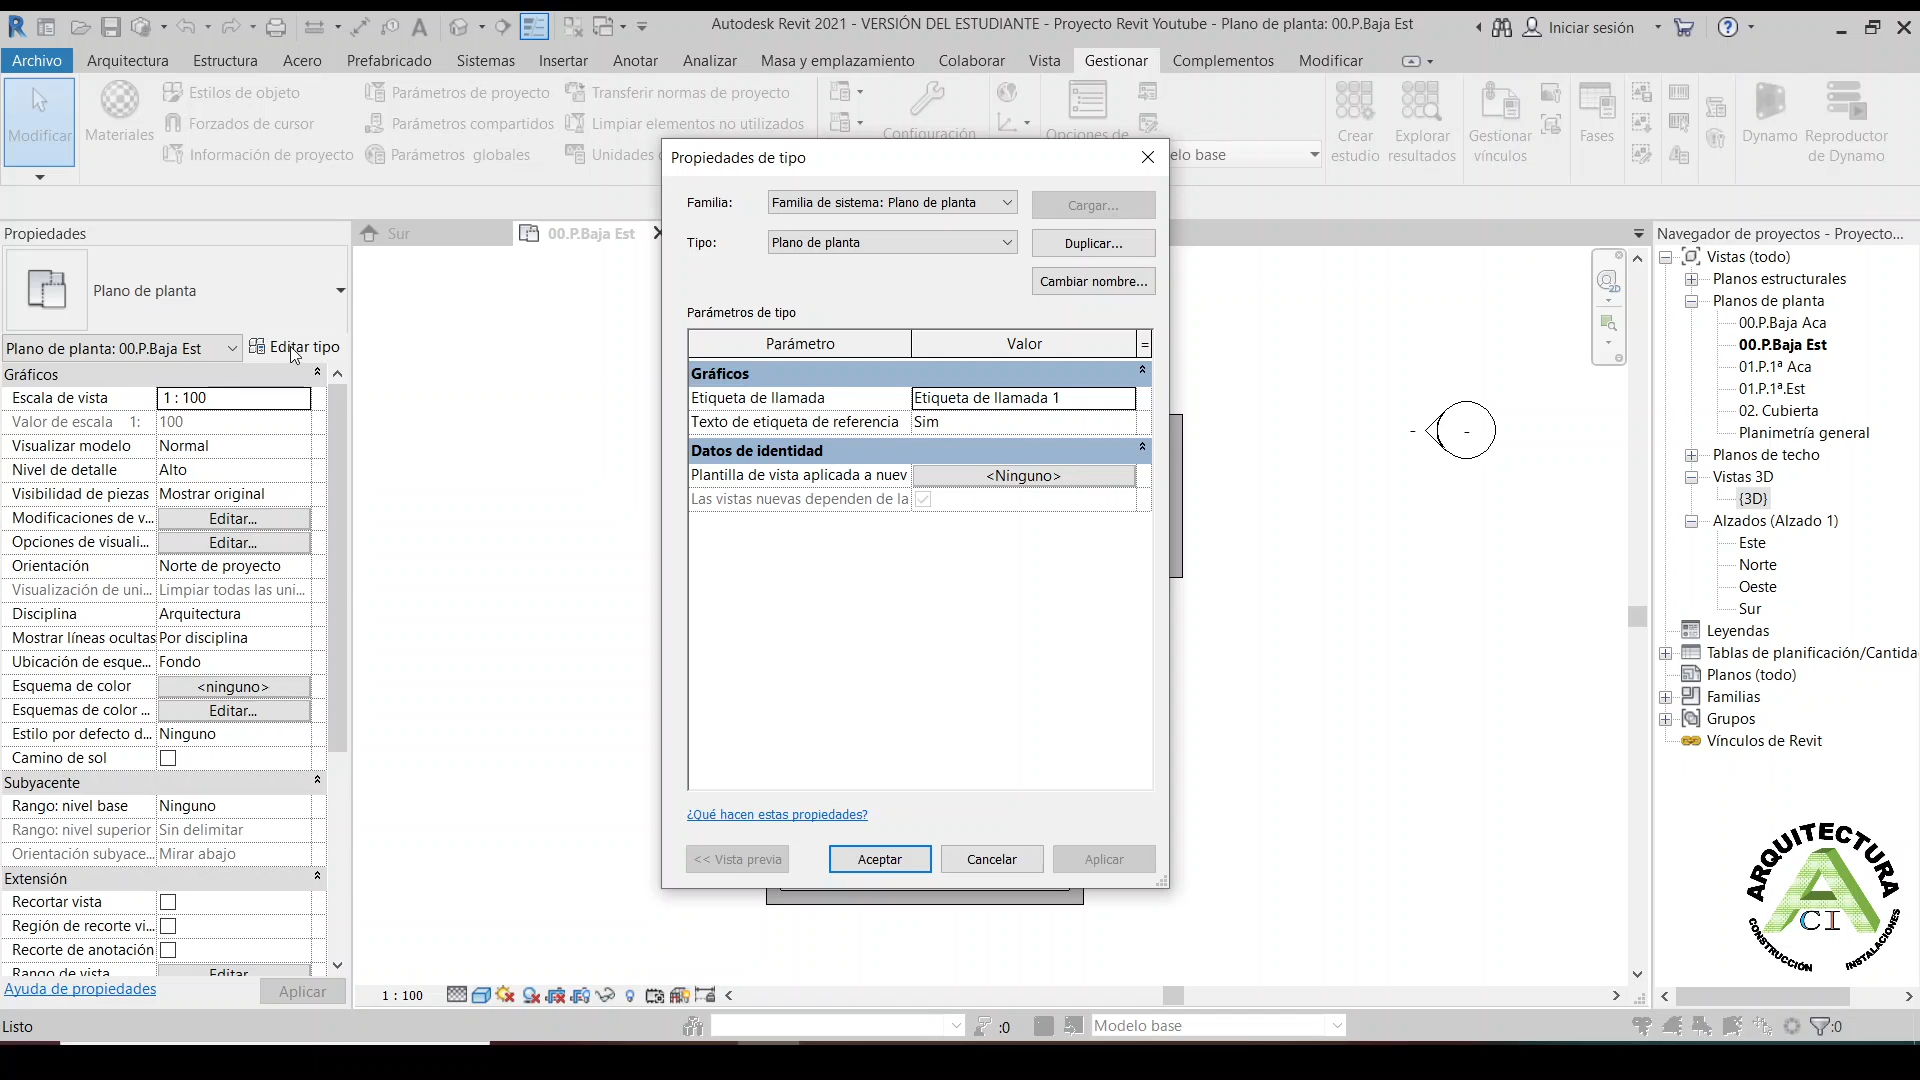 Autodesk Revit 2021 - VERSIÓN DEL ESTUDIANTE - Proyecto Revit Youtube - Plano de planta: 00.P.Baja Est
Iniciar sesión
Archivo Arquitectura Estructura Acero Prefabricado Sistemas Insertar Anotar Analizar Masa y emplazamiento Colaborar Vista Gestionar Complementos Modificar
Modificar
Materiales
Estilos de objeto
Forzados de cursor
Información de proyecto
Parámetros de proyecto
Parámetros compartidos
Parámetros globales
Transferir normas de proyecto
Limpiar elementos no utilizados
Unidades
Configuración
Opciones de
elo base
Crear estudio
Explorar resultados
Gestionar vínculos
Fases
Dynamo
Reproductor de Dynamo
Propiedades
Plano de planta
Plano de planta: 00.P.Baja Est
Editar tipo
Gráficos
Escala de vista 1 : 100
Valor de escala 1: 100
Visualizar modelo Normal
Nivel de detalle Alto
Visibilidad de piezas Mostrar original
Modificaciones de v... Editar...
Opciones de visuali... Editar...
Orientación Norte de proyecto
Visualización de uni... Limpiar todas las uni...
Disciplina Arquitectura
Mostrar líneas ocultas Por disciplina
Ubicación de esque... Fondo
Esquema de color <ninguno>
Esquemas de color ... Editar...
Estilo por defecto d... Ninguno
Camino de sol
Subyacente
Rango: nivel base Ninguno
Rango: nivel superior Sin delimitar
Orientación subyace... Mirar abajo
Extensión
Recortar vista
Región de recorte vi...
Recorte de anotación
Rango de vista Editar
Ayuda de propiedades
Aplicar
Sur
00.P.Baja Est
Propiedades de tipo
Familia: Familia de sistema: Plano de planta Cargar...
Tipo: Plano de planta Duplicar...
Cambiar nombre...
Parámetros de tipo
Parámetro Valor =
Gráficos
Etiqueta de llamada Etiqueta de llamada 1
Texto de etiqueta de referencia Sim
Datos de identidad
Plantilla de vista aplicada a nuev <Ninguno>
Las vistas nuevas dependen de la
¿Qué hacen estas propiedades?
<< Vista previa Aceptar Cancelar Aplicar
2D
- -
Navegador de proyectos - Proyecto...
Vistas (todo)
Planos estructurales
Planos de planta
00.P.Baja Aca
00.P.Baja Est
01.P.1ª Aca
01.P.1ª.Est
02. Cubierta
Planimetría general
Planos de techo
Vistas 3D
{3D}
Alzados (Alzado 1)
Este
Norte
Oeste
Sur
Leyendas
Tablas de planificación/Cantida
Planos (todo)
Familias
Grupos
Vínculos de Revit
ARQUITECTURA
CI
CONSTRUCCIÓN
INSTALACIONES
1 : 100
Listo
:0
Modelo base
:0